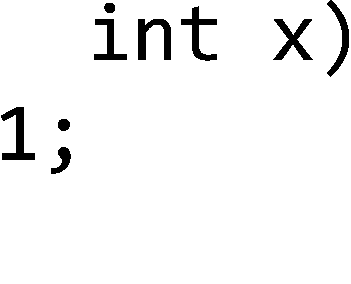 int x)
1;